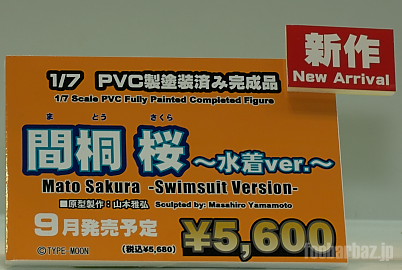 新作
New Arrival
1/7 PVC製塗装済み完成品
1/7 Scale PVC Fully Painted Completed Figure
ま とう さくら
間桐 桜 ～水着ver.～
Mato Sakura -Swimsuit Version-
■原型製作：山本雅弘 Sculpted by: Masahiro Yamamoto
9月発売予定
(税込¥5,880) ¥5,600
©TYPE MOON
foobarbaz.jp